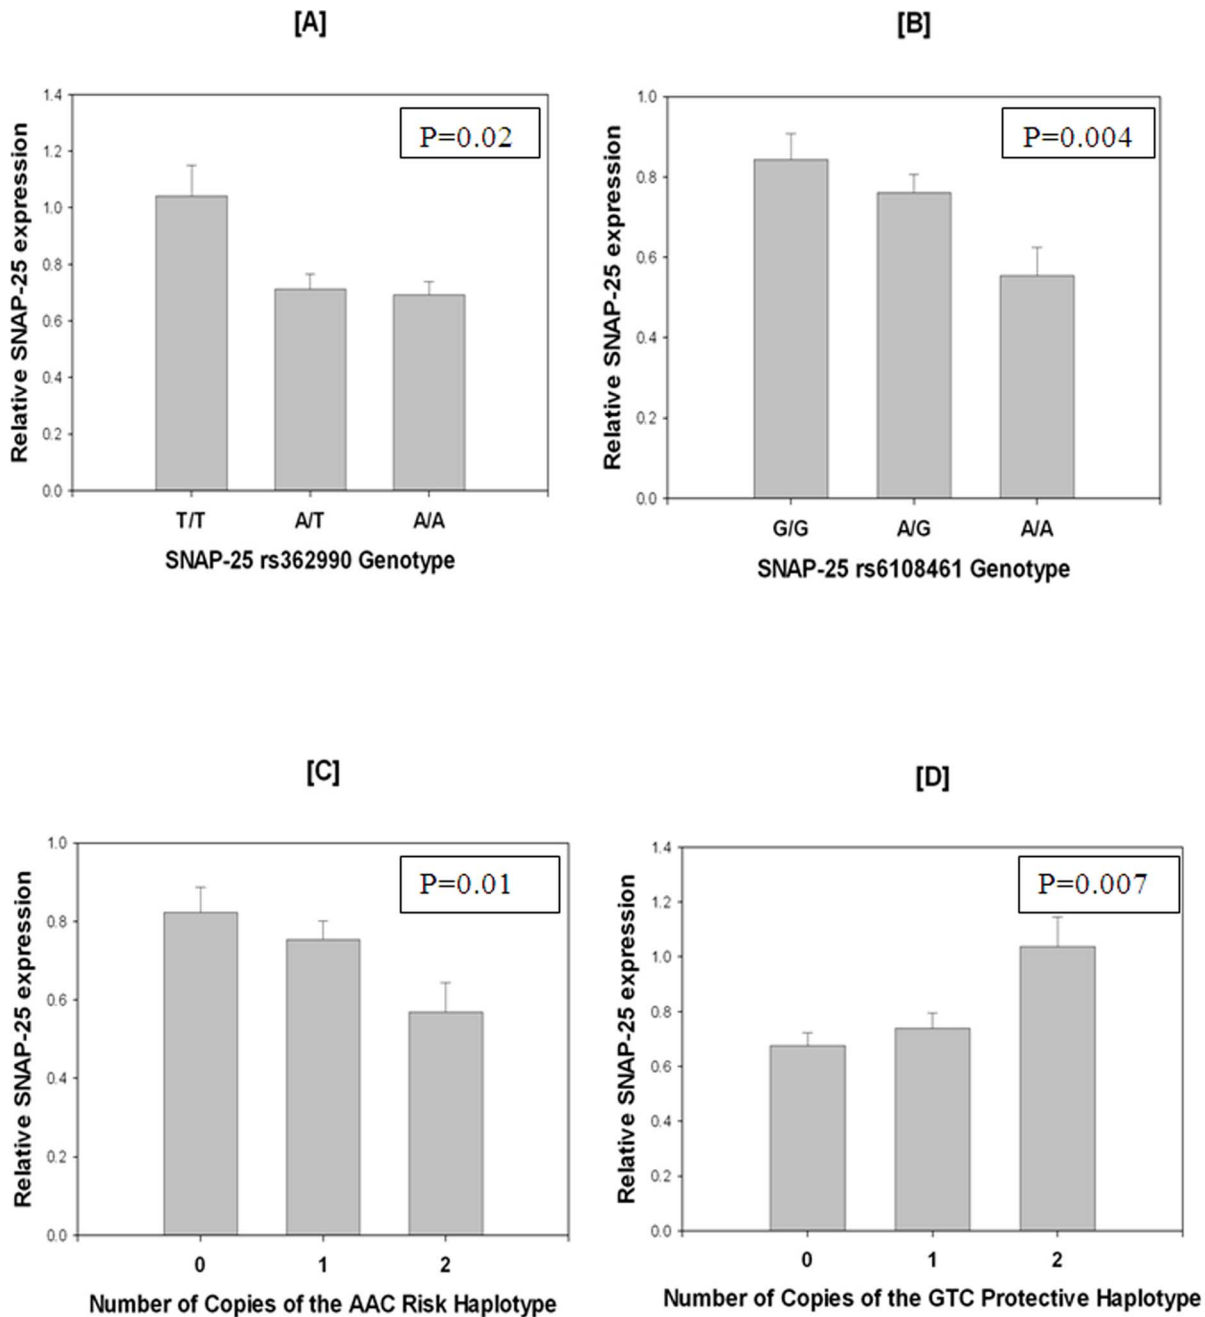 [A]
P=0.02
Relative SNAP-25 expression
1.4
1.2
1.0
0.8
0.6
0.4
0.2
0.0
T/T A/T A/A
SNAP-25 rs362990 Genotype
[B]
P=0.004
Relative SNAP-25 expression
1.0
0.8
0.6
0.4
0.2
0.0
G/G A/G A/A
SNAP-25 rs6108461 Genotype
[C]
P=0.01
Relative SNAP-25 expression
1.0
0.8
0.6
0.4
0.2
0.0
0 1 2
Number of Copies of the AAC Risk Haplotype
[D]
P=0.007
Relative SNAP-25 expression
1.4
1.2
1.0
0.8
0.6
0.4
0.2
0.0
0 1 2
Number of Copies of the GTC Protective Haplotype